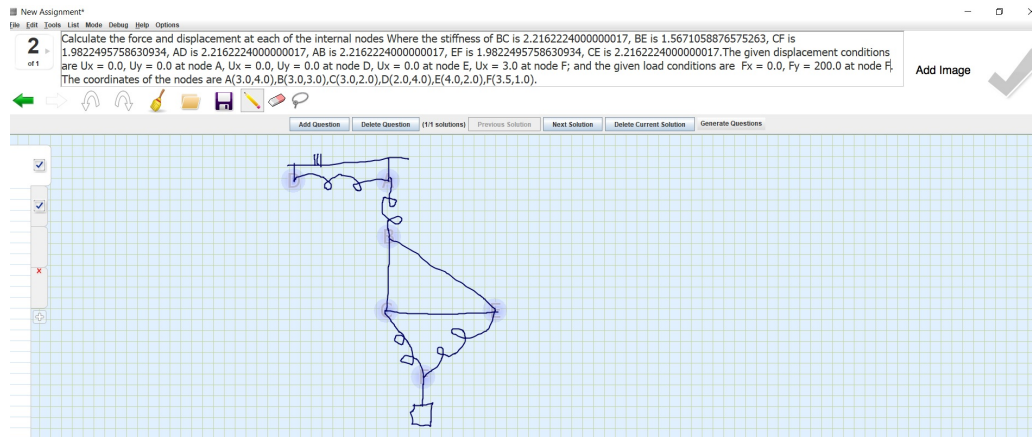 New Assignment*
File Edit Tools List Mode Debug Help Options
2
of 1
Calculate the force and displacement at each of the internal nodes Where the stiffness of BC is 2.2162224000000017, BE is 1.5671058876575263, CF is
1.9822495758630934, AD is 2.2162224000000017, AB is 2.2162224000000017, EF is 1.9822495758630934, CE is 2.2162224000000017.The given displacement conditions
are Ux = 0.0, Uy = 0.0 at node A, Ux = 0.0, Uy = 0.0 at node D, Ux = 0.0 at node E, Ux = 3.0 at node F; and the given load conditions are Fx = 0.0, Fy = 200.0 at node F.
The coordinates of the nodes are A(3.0,4.0),B(3.0,3.0),C(3.0,2.0),D(2.0,4.0),E(4.0,2.0),F(3.5,1.0).
Add Image
Add Question Delete Question (1/1 solutions) Previous Solution Next Solution Delete Current Solution Generate Questions